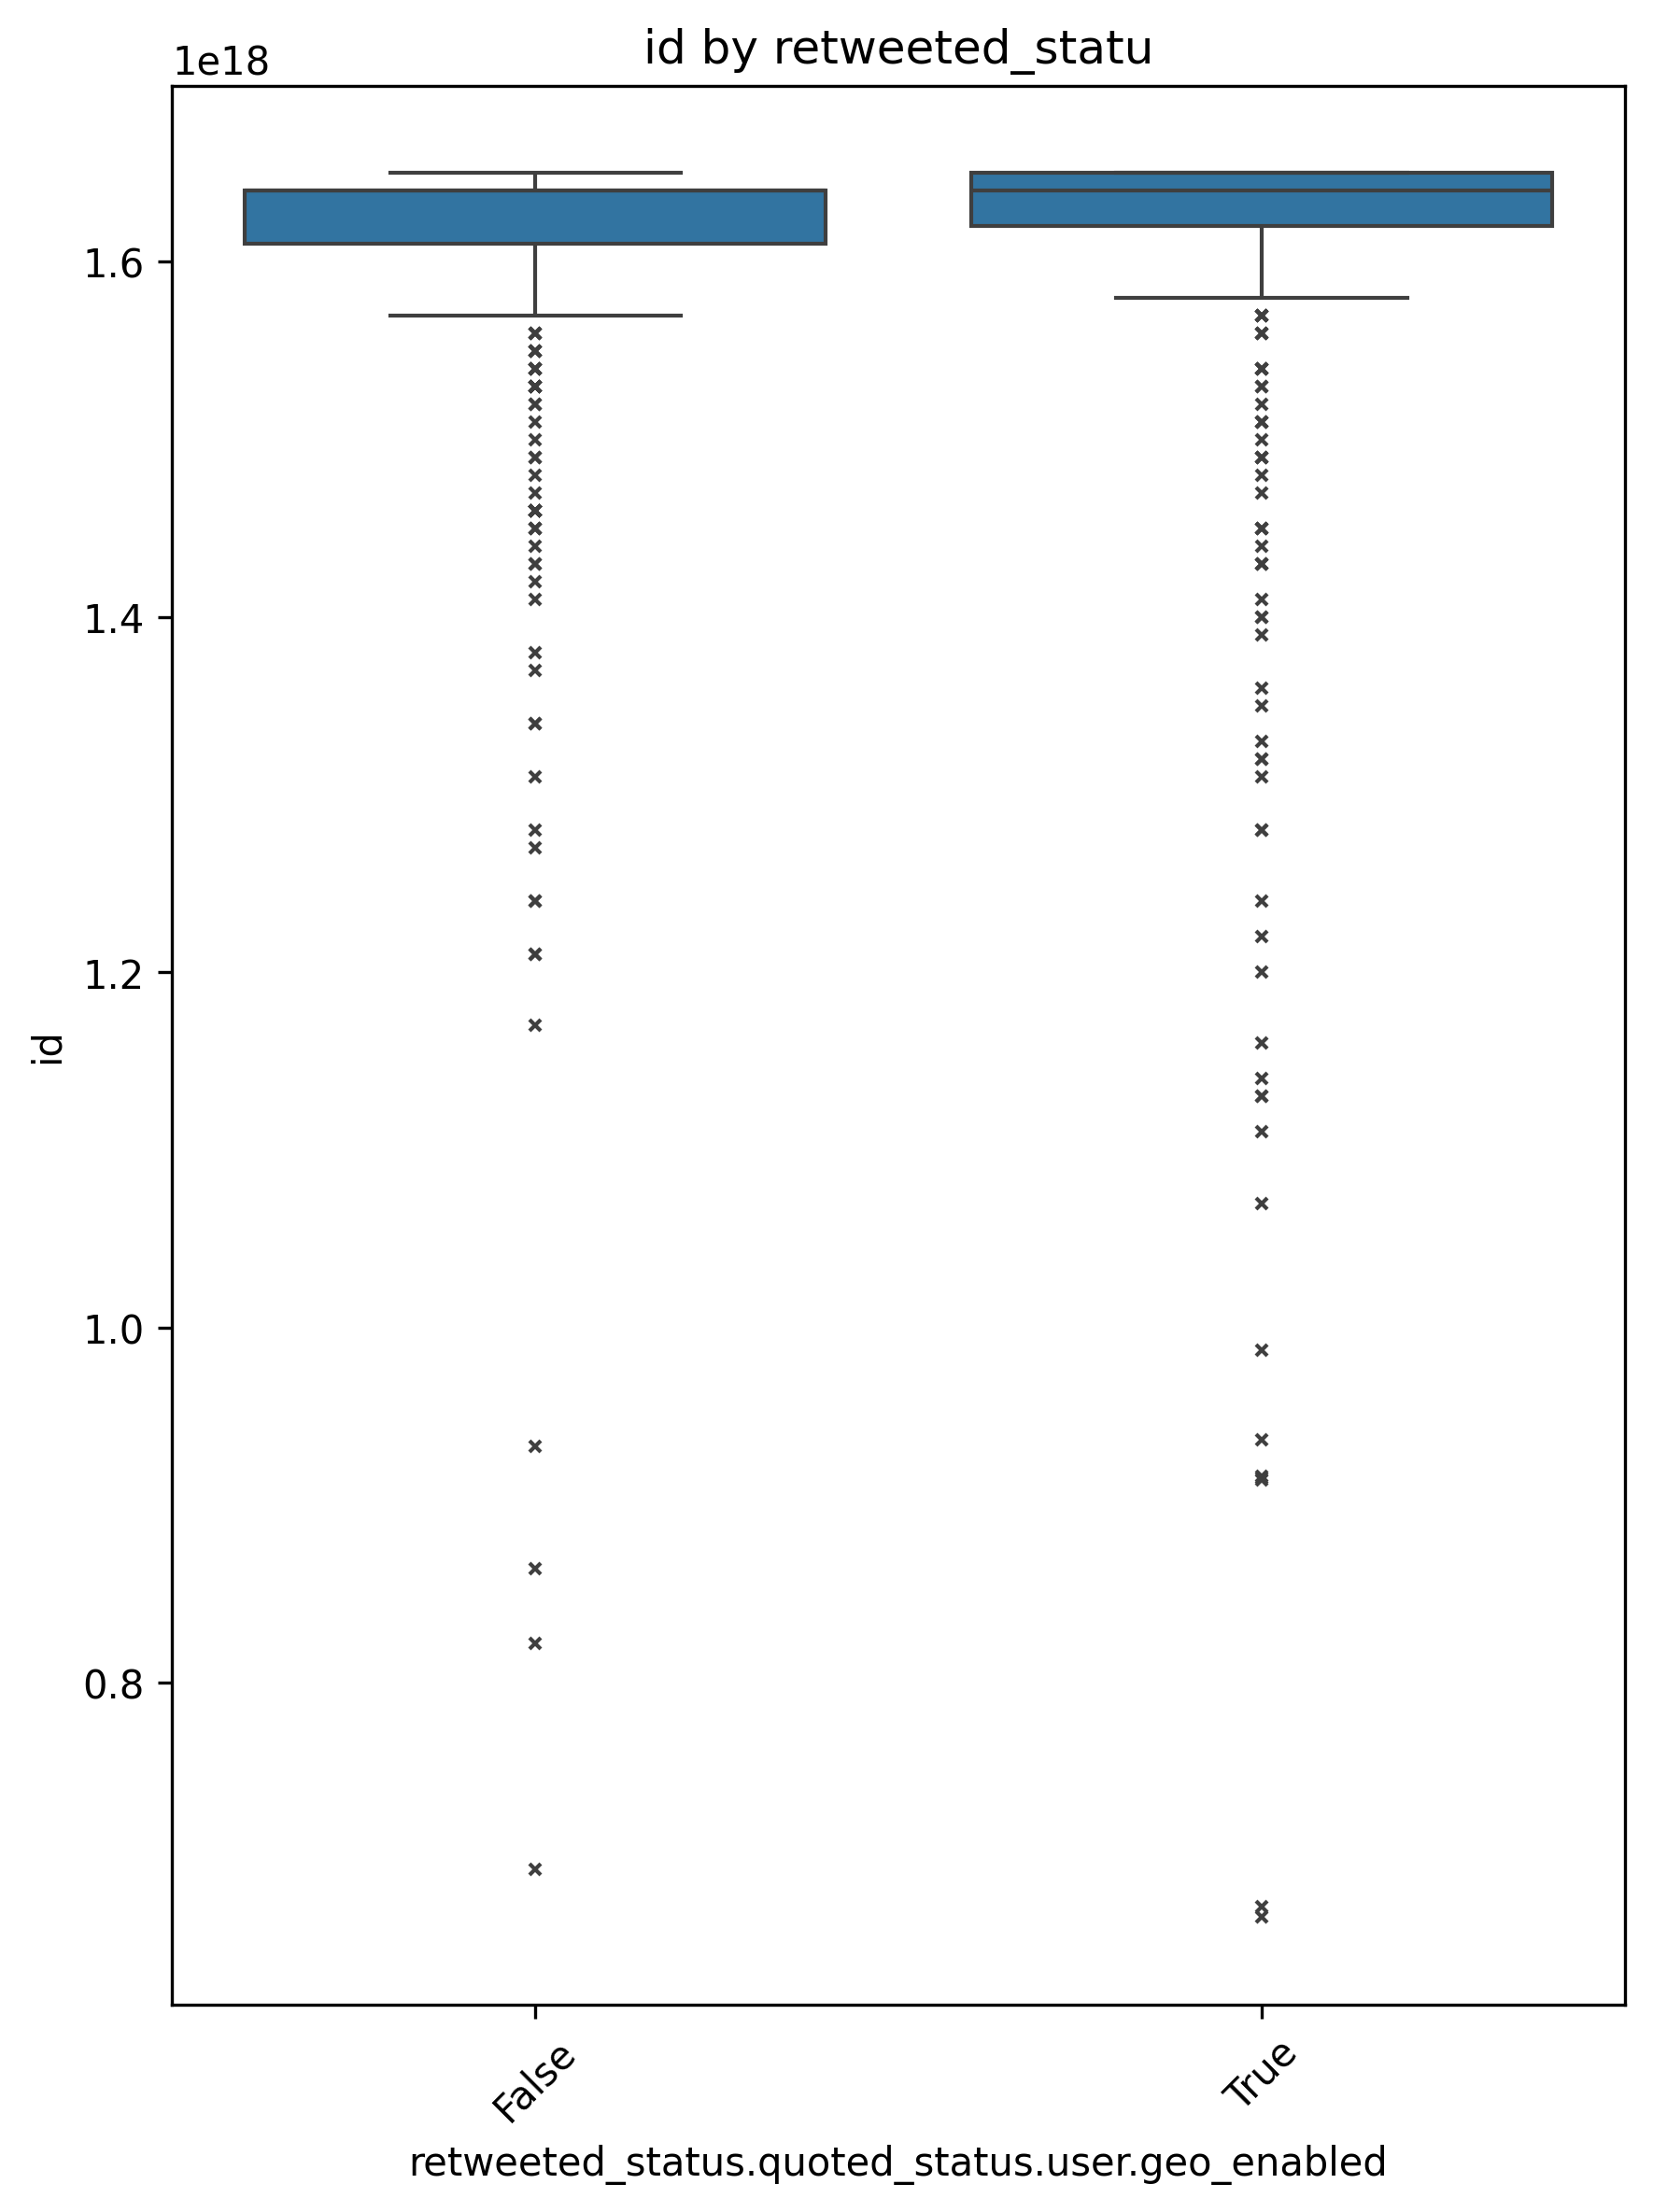 id by retweeted_statu
1e18
1.6
1.4
1.2
1.0
0.8
id
False
True
retweeted_status.quoted_status.user.geo_enabled